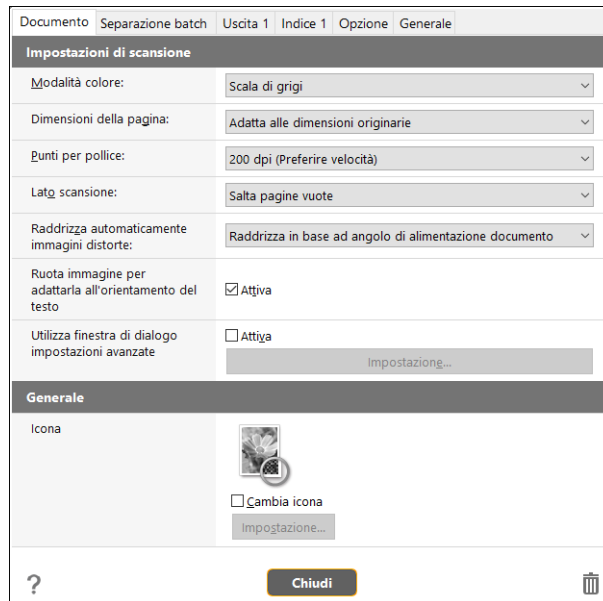 Documento Separazione batch Uscita 1 Indice 1 Opzione Generale
Impostazioni di scansione
Modalità colore: Scala di grigi
Dimensioni della pagina: Adatta alle dimensioni originarie
Punti per pollice: 200 dpi (Preferire velocità)
Lato scansione: Salta pagine vuote
Raddrizza automaticamente
immagini distorte: Raddrizza in base ad angolo di alimentazione documento
Ruota immagine per
adattarla all'orientamento del
testo
Attiva
Utilizza finestra di dialogo
impostazioni avanzate
Attiva
Impostazione...
Generale
Icona
Cambia icona
Impostazione...
? Chiudi